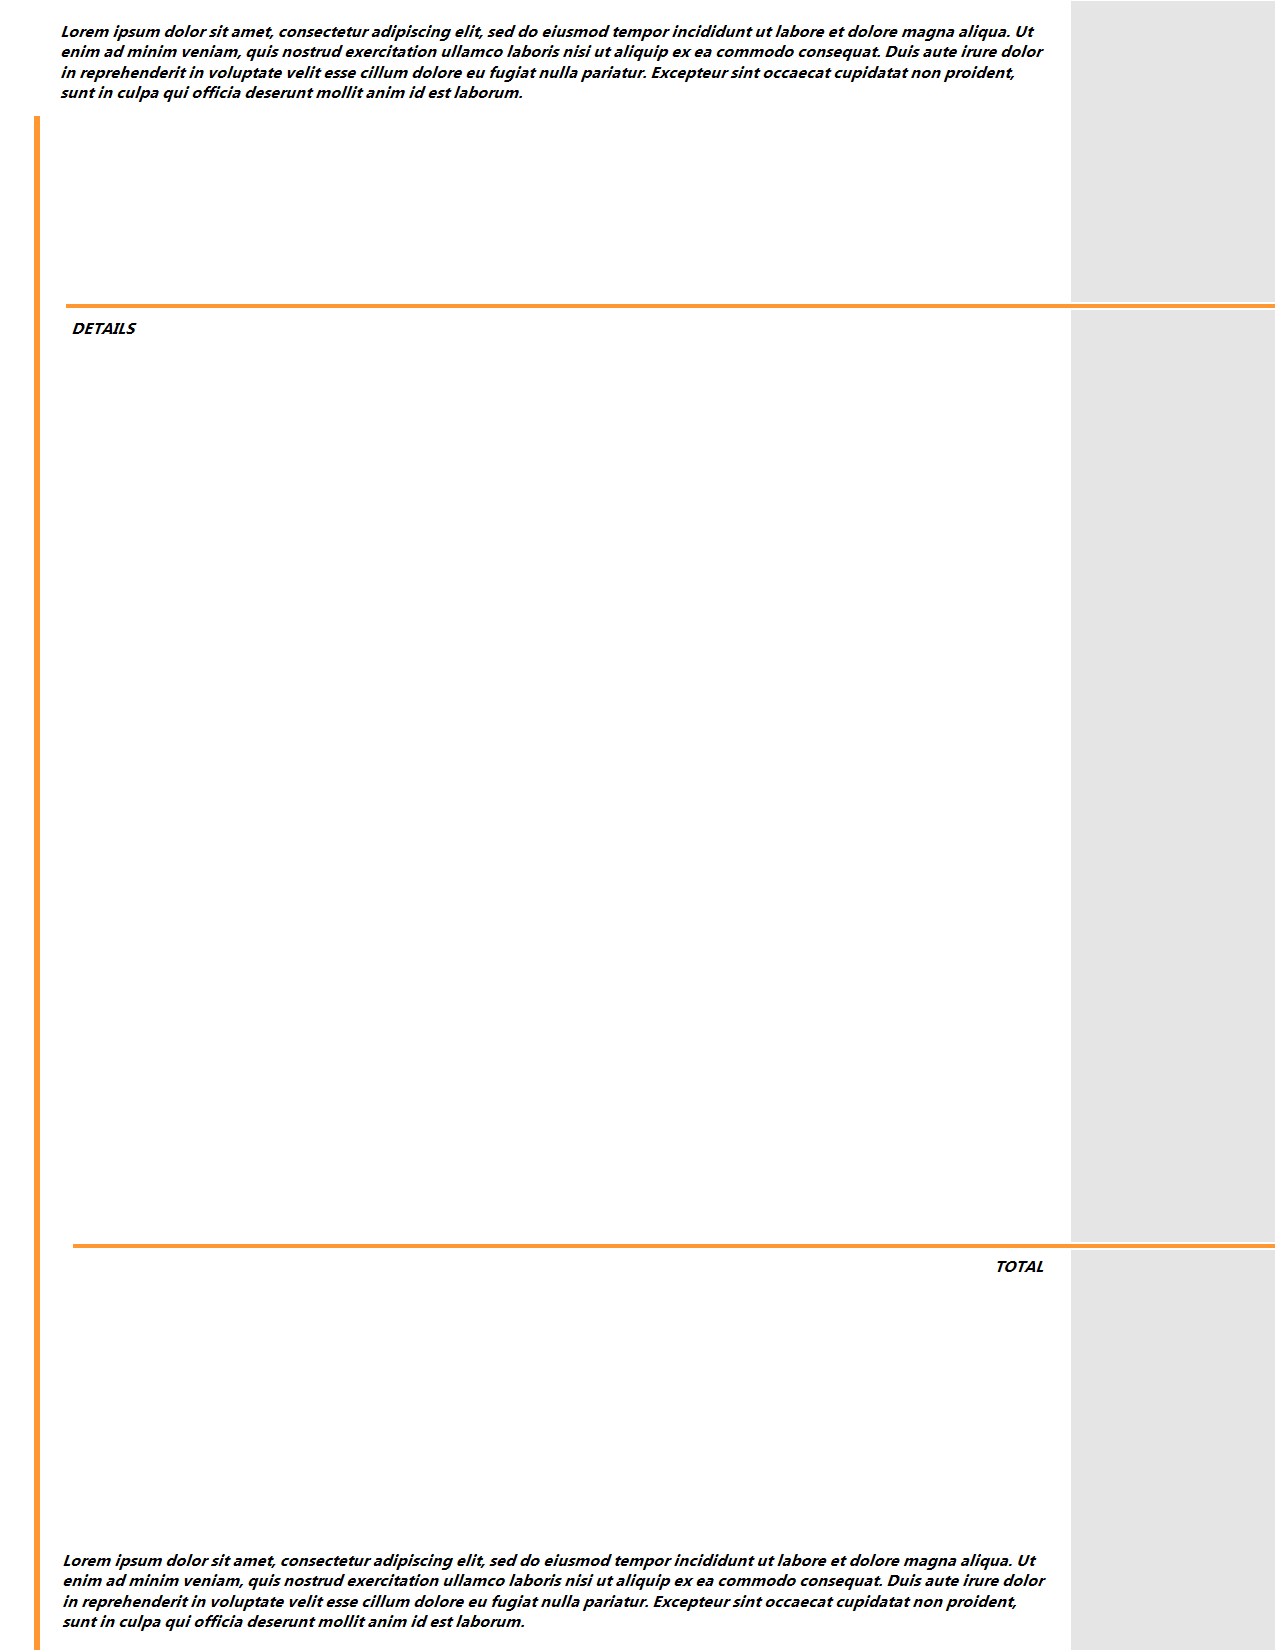 Lorem ipsum dolor sit amet, consectetur adipiscing elit, sed do eiusmod tempor incididunt ut labore et dolore magna aliqua. Ut
enim ad minim veniam, quis nostrud exercitation ullamco laboris nisi ut aliquip ex ea commodo consequat. Duis aute irure dolor
in reprehenderit in voluptate velit esse cillum dolore eu fugiat nulla pariatur. Excepteur sint occaecat cupidatat non proident,
sunt in culpa qui officia deserunt mollit anim id est laborum.
DETAILS
TOTAL
Lorem ipsum dolor sit amet, consectetur adipiscing elit, sed do eiusmod tempor incididunt ut labore et dolore magna aliqua. Ut
enim ad minim veniam, quis nostrud exercitation ullamco laboris nisi ut aliquip ex ea commodo consequat. Duis aute irure dolor
in reprehenderit in voluptate velit esse cillum dolore eu fugiat nulla pariatur. Excepteur sint occaecat cupidatat non proident,
sunt in culpa qui officia deserunt mollit anim id est laborum.